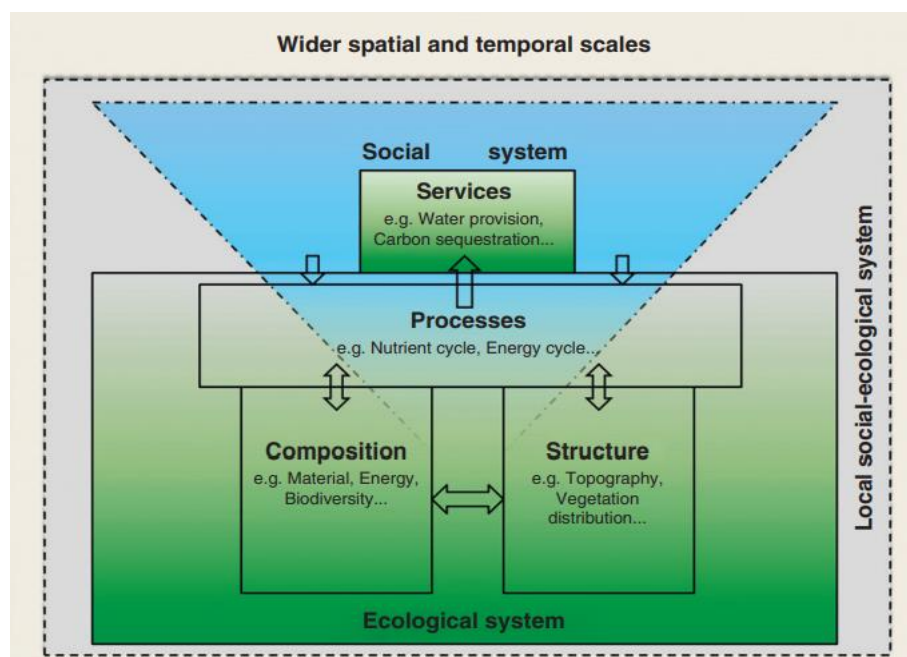 Wider spatial and temporal scales
Social system
Services
e.g. Water provision,
Carbon sequestration...
Processes
e.g. Nutrient cycle, Energy cycle...
Composition
e.g. Material, Energy,
Biodiversity...
Structure
e.g. Topography,
Vegetation
distribution...
Ecological system
Local social-ecological system